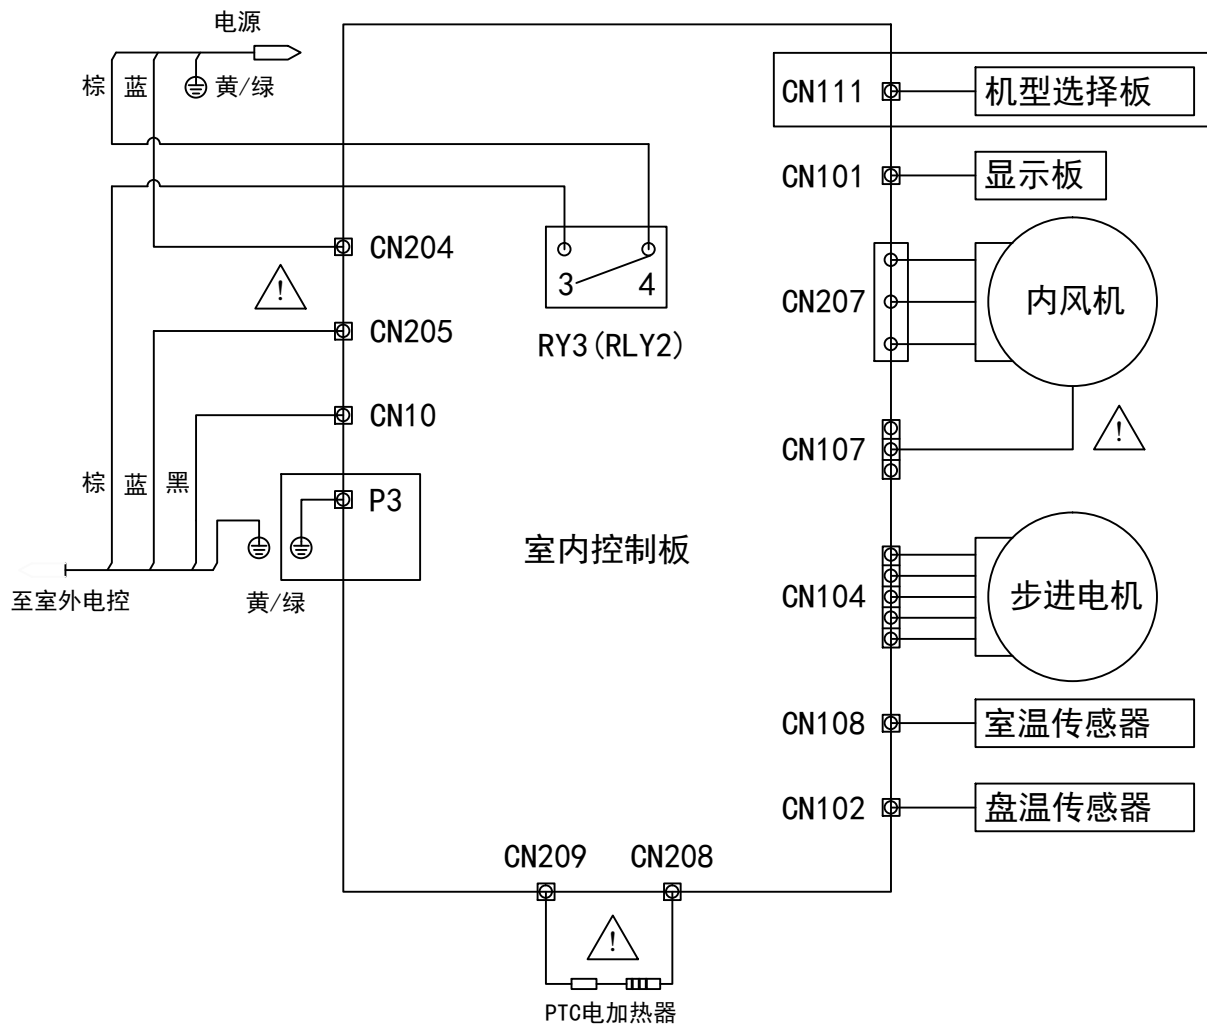 电源
棕 蓝 黄/绿
CN111 机型选择板
CN101 显示板
CN204
3 4
!
CN207 内风机
CN205
RY3(RLY2)
CN10
!
CN107
棕 蓝 黑
P3
室内控制板
至室外电控 黄/绿
CN104 步进电机
CN108 室温传感器
CN102 盘温传感器
CN209 CN208
!
PTC电加热器